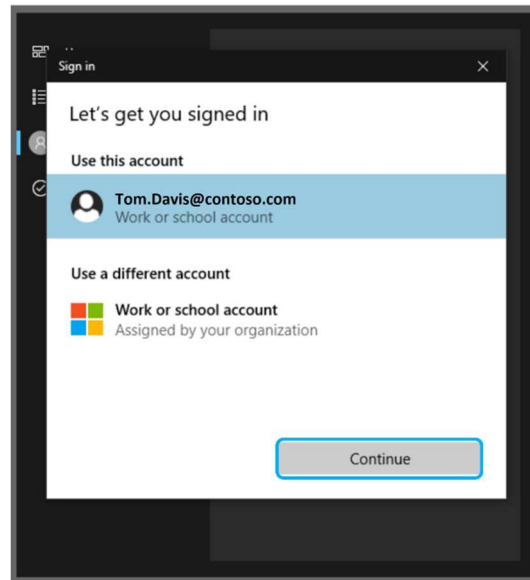 Sign in
Let's get you signed in
Use this account
Tom.Davis@contoso.com
Work or school account
Use a different account
Work or school account
Assigned by your organization
Continue